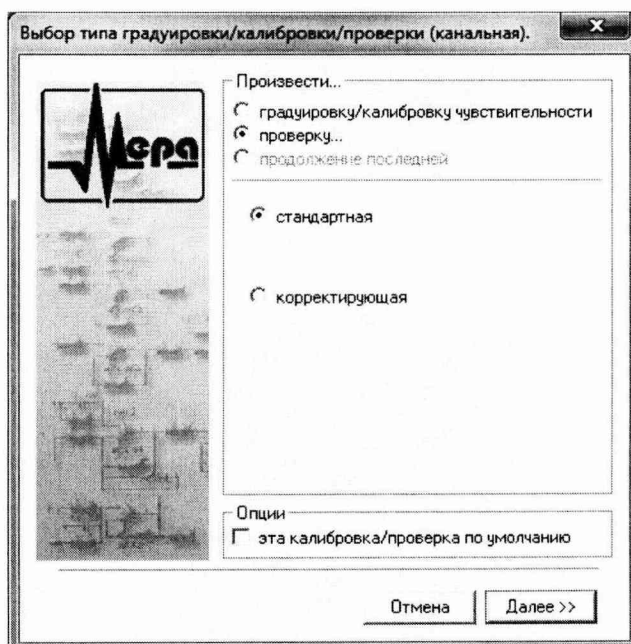 Выбор типа градуировки/калибровки/проверки (канальная).
Мера
Произвести...
градуировку/калибровку чувствительности
проверку...
продолжение последней
стандартная
корректирующая
Опции
эта калибровка/проверка по умолчанию
Отмена
Далее >>